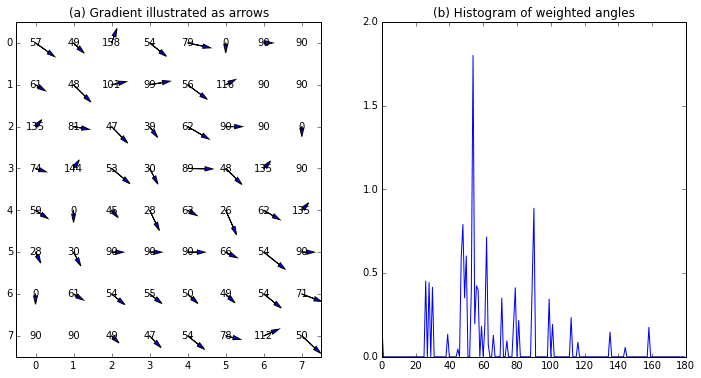 (a) Gradient illustrated as arrows
0 57 49 158 54 79 0 90 90
1 61 48 101 99 56 116 90 90
2 135 81 47 39 62 90 90 0
3 74 144 53 30 89 48 135 90
4 59 0 45 28 63 26 62 135
5 28 30 90 90 90 66 54 90
6 0 61 54 55 50 49 54 71
7 90 90 49 47 54 78 112 50
0 1 2 3 4 5 6 7
(b) Histogram of weighted angles
2.0
1.5
1.0
0.5
0.0
0 20 40 60 80 100 120 140 160 180